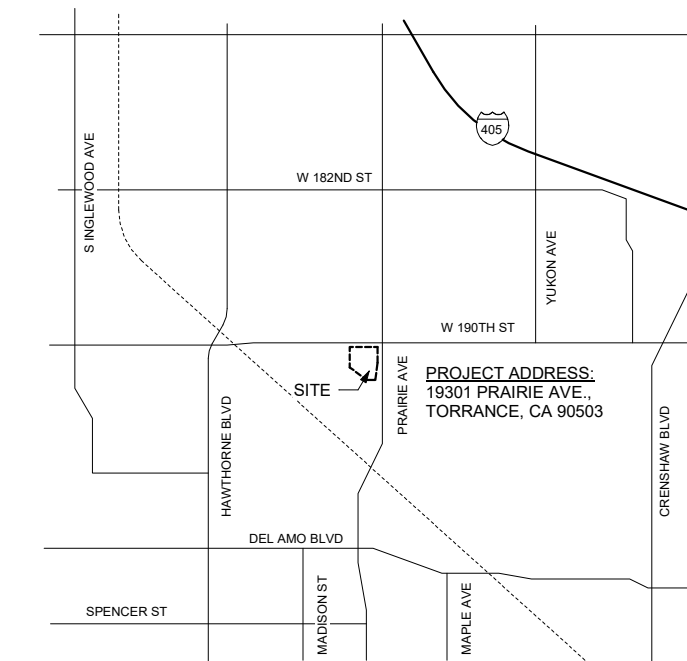 405
S INGLEWOOD AVE
W 182ND ST
YUKON AVE
W 190TH ST
SITE
PRAIRIE AVE
PROJECT ADDRESS:
19301 PRAIRIE AVE.,
TORRANCE, CA 90503
HAWTHORNE BLVD
CRENSHAW BLVD
DEL AMO BLVD
SPENCER ST
MADISON ST
MAPLE AVE